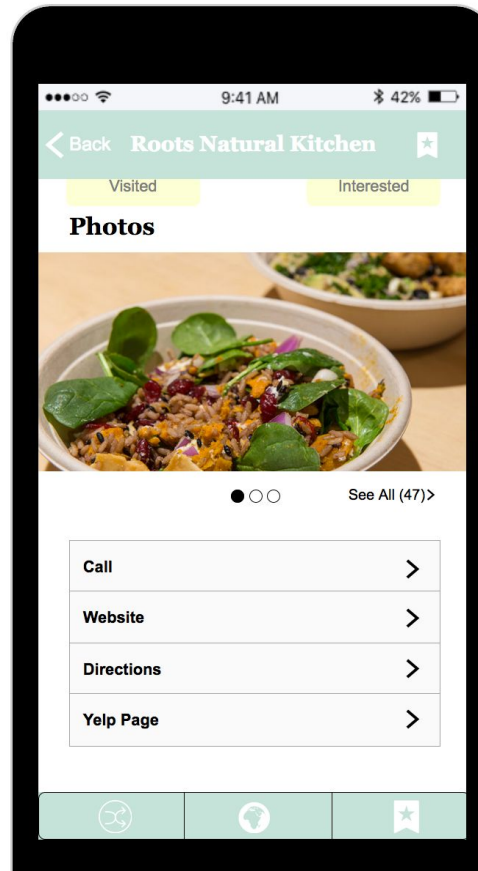 9:41 AM 42%
Back Roots Natural Kitchen
Visited Interested
Photos
See All (47)>
Call
Website
Directions
Yelp Page